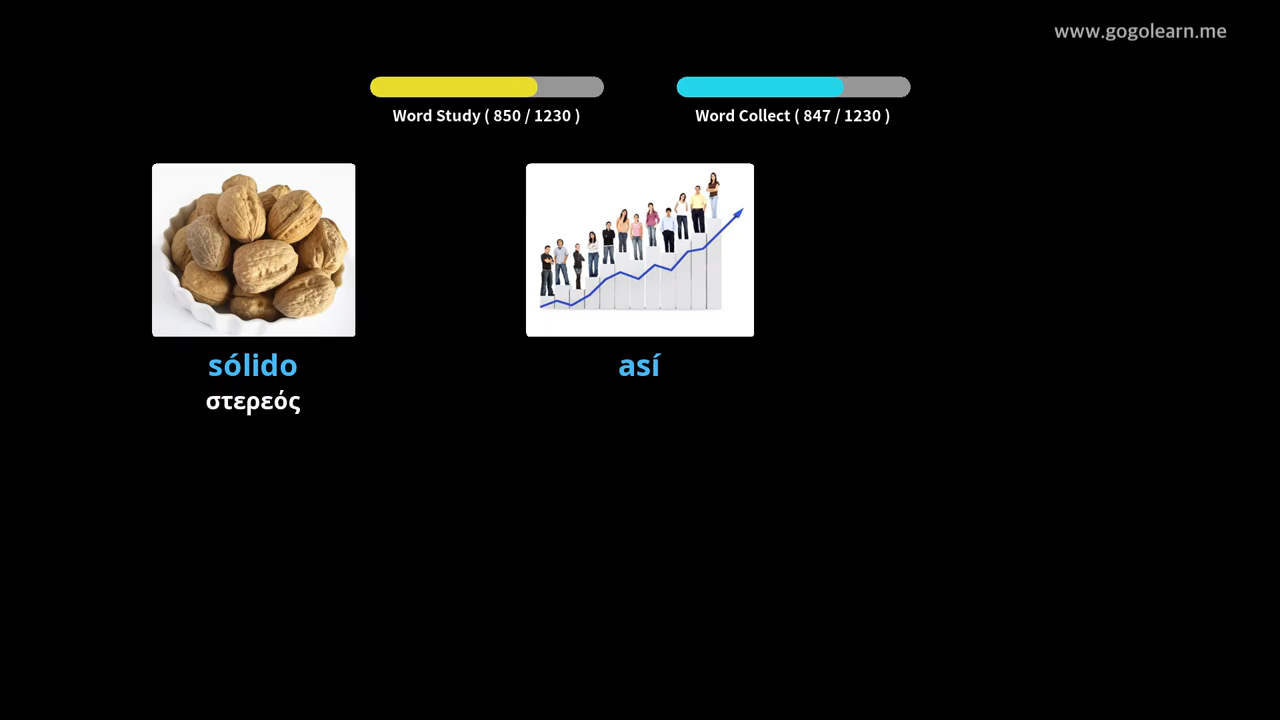 www.gogolearn.me
Word Study ( 850 / 1230 )
Word Collect ( 847 / 1230 )
sólido
στερεός
así